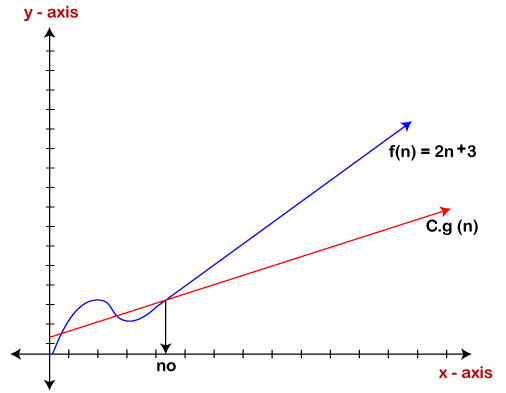 y - axis
f(n) = 2n+3
C.g (n)
no
x - axis